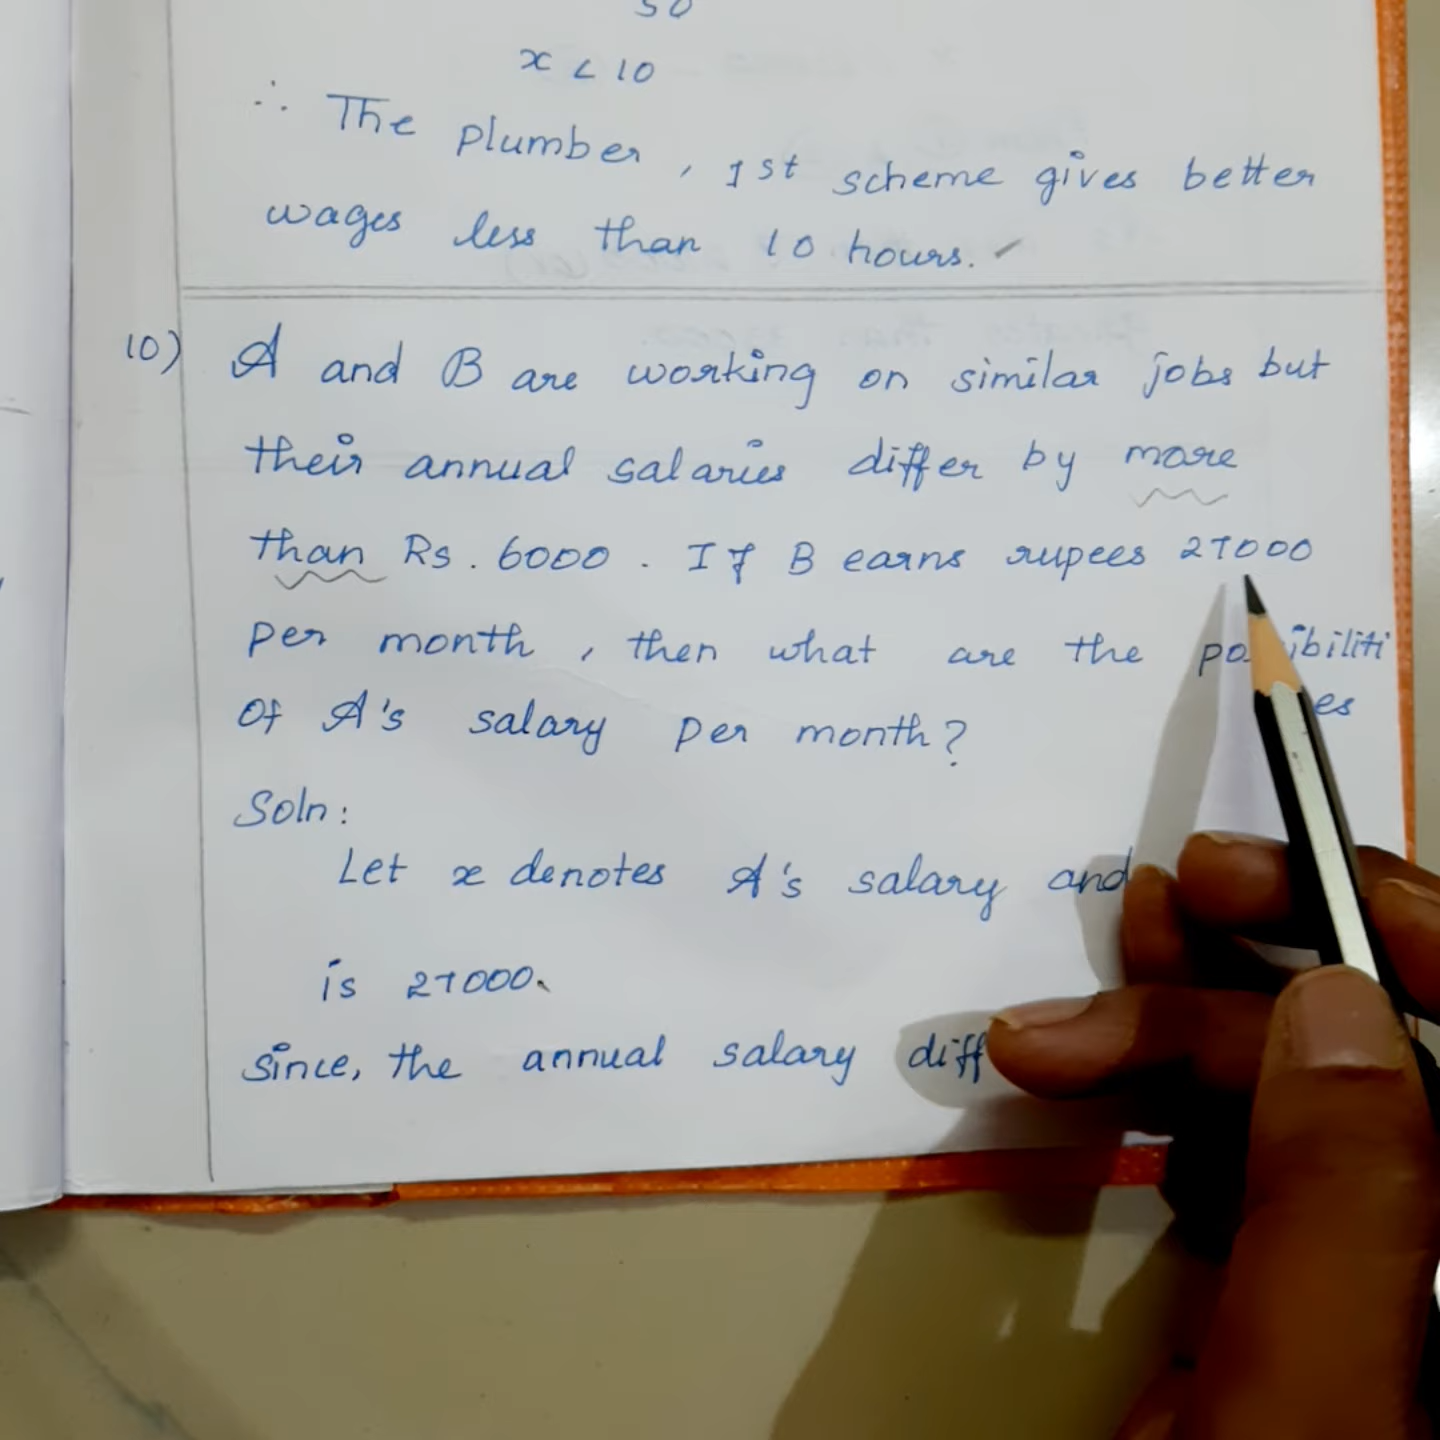 x < 10
∴ The plumber, 1st scheme gives better
wages less than 10 hours.
10) A and B are working on similar jobs but
their annual salaries differ by more
than Rs. 6000. If B earns rupees 27000
per month, then what are the
of A's salary per month?
es
Soln:
Let x denotes A's salary and
is 27000.
since, the annual salary diff